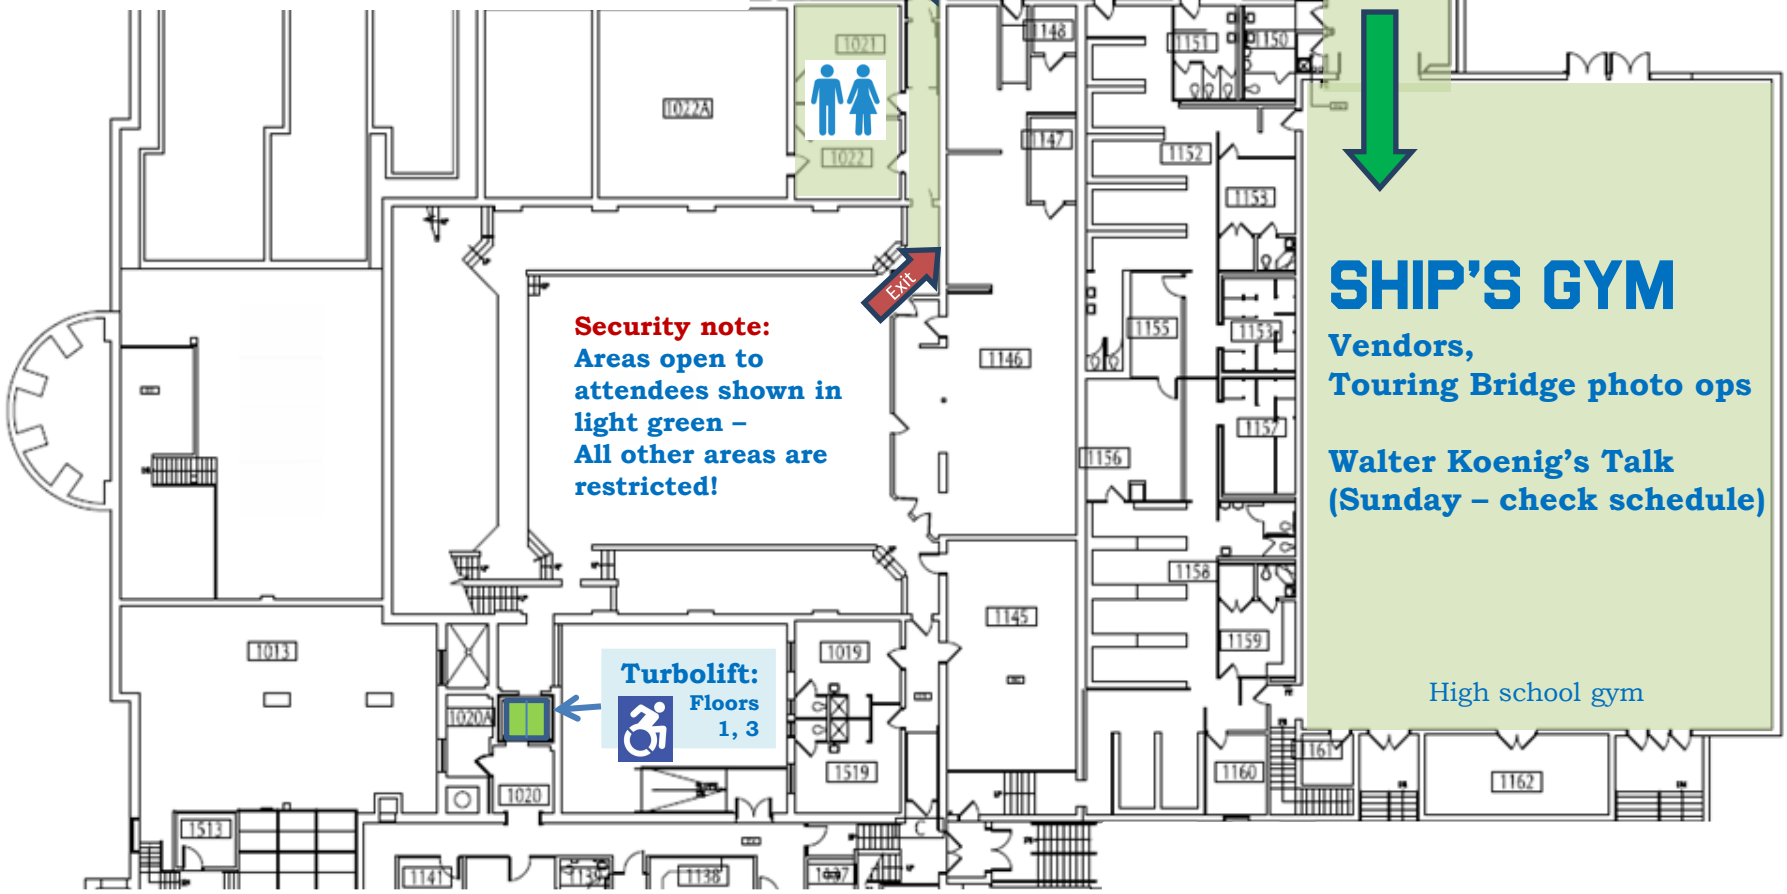 1021
1148
1151
1150
1022A
1147
1022
1152
1153
Exit
SHIP'S GYM
Security note:
Areas open to
attendees shown in
light green –
All other areas are
restricted!
1155
1153
1146
Vendors,
Touring Bridge photo ops
1157
1156
Walter Koenig's Talk
(Sunday – check schedule)
1158
1145
1159
1013
1019
Turbolift:
Floors
1, 3
High school gym
1020A
1161
1519
1160
1162
1020
1513
C
1141
1139
1138
1137